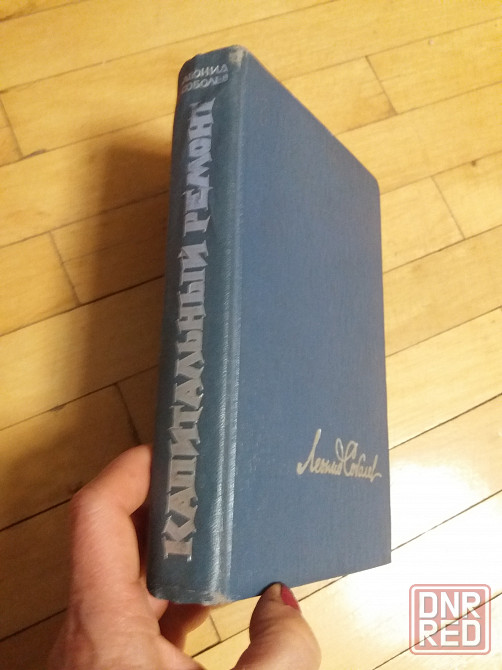 ЛЕОНИД
СОБОЛЕВ
КАПИТАЛЬНЫЙ РЕМОНТ
Леонид Соболев
DNR
RED